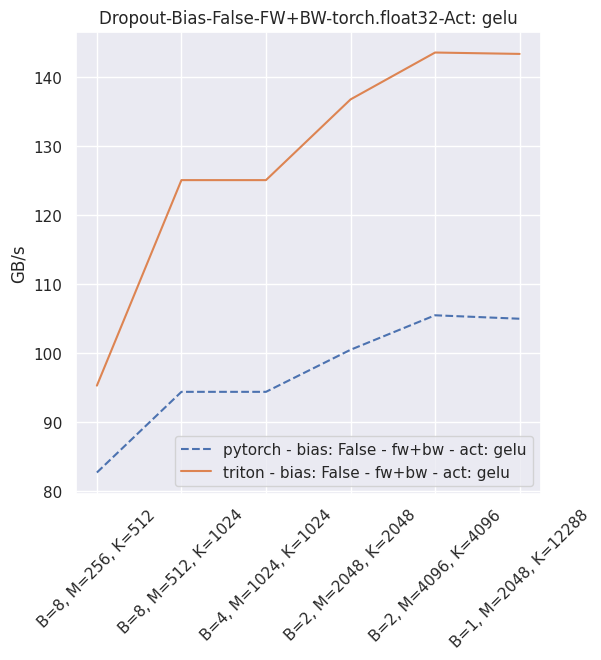 Dropout-Bias-False-FW+BW-torch.float32-Act: gelu
GB/s
140
130
120
110
100
90
80
pytorch - bias: False - fw+bw - act: gelu
triton - bias: False - fw+bw - act: gelu
B=8, M=256, K=512
B=8, M=512, K=1024
B=4, M=1024, K=1024
B=2, M=2048, K=2048
B=2, M=4096, K=4096
B=1, M=2048, K=12288